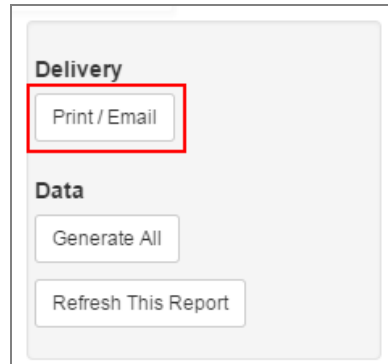 Delivery
Print / Email
Data
Generate All
Refresh This Report